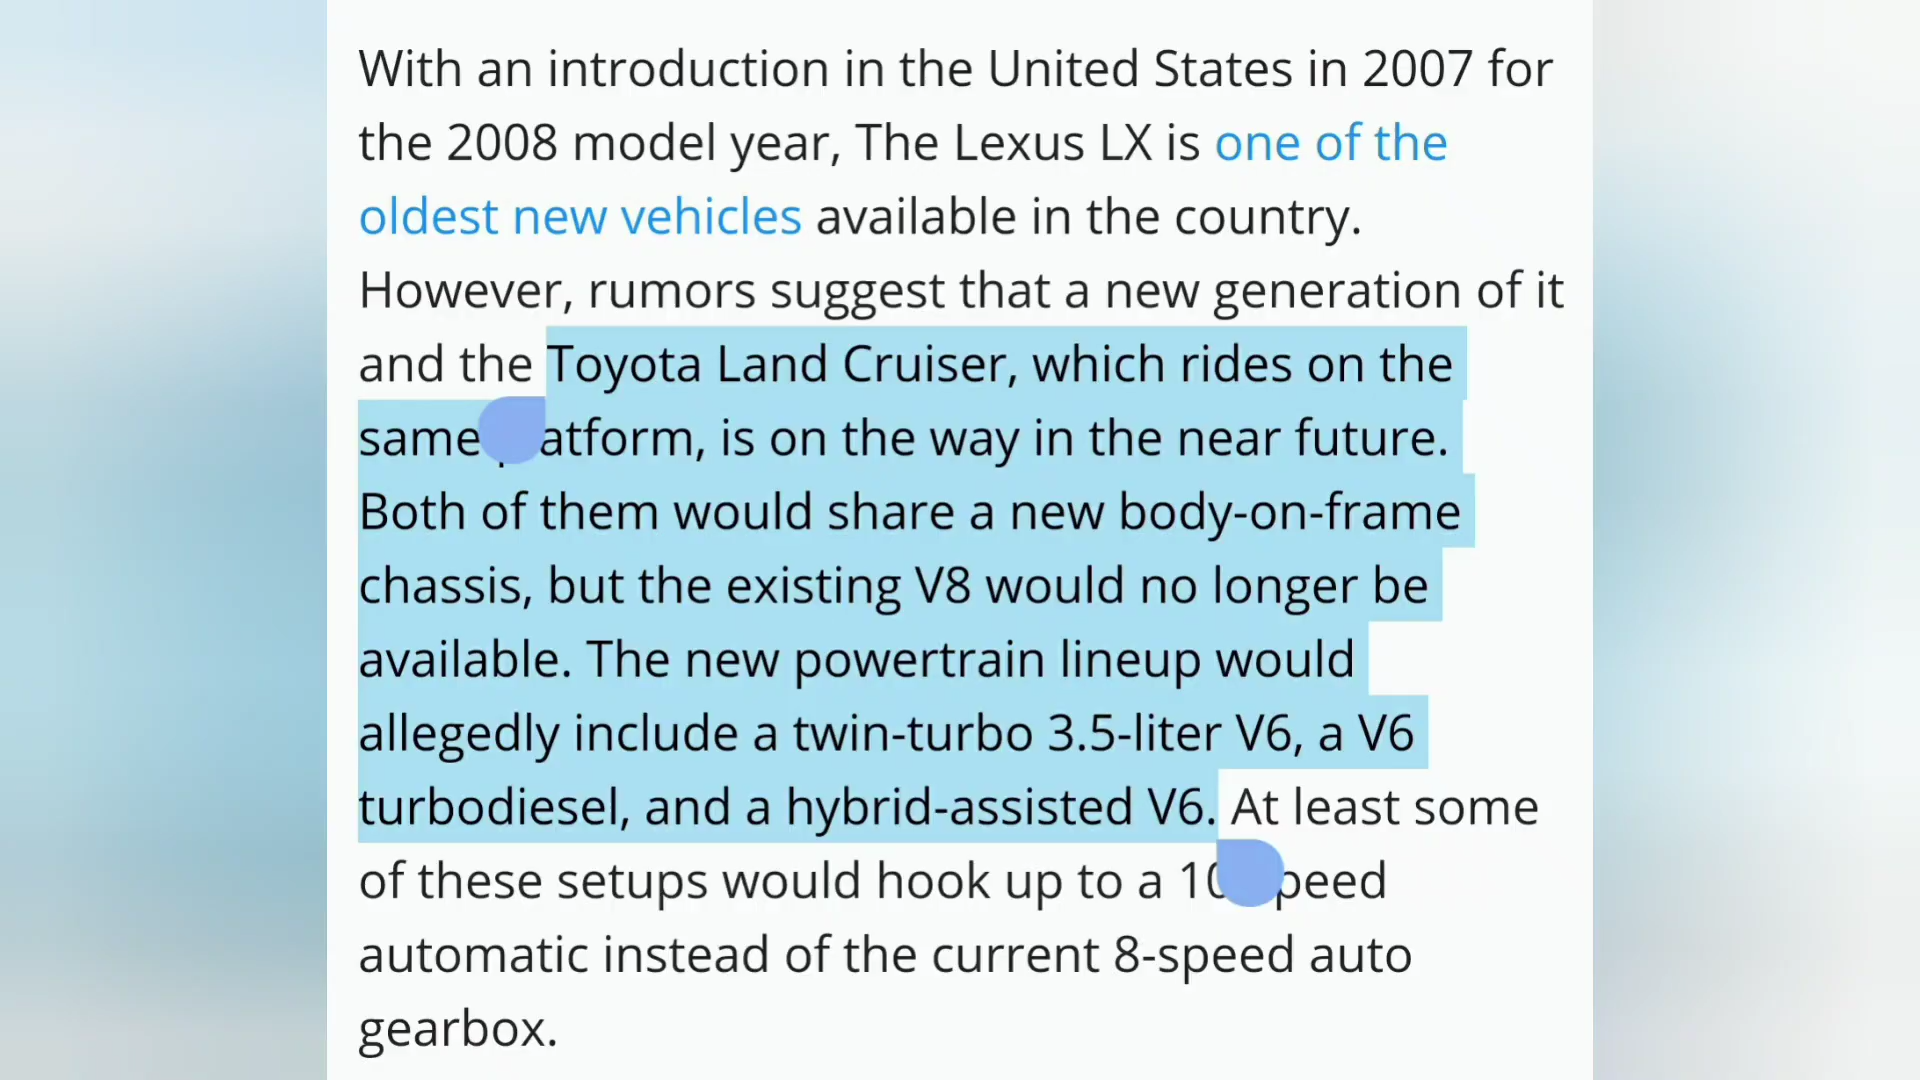 With an introduction in the United States in 2007 for
the 2008 model year, The Lexus LX is one of the
oldest new vehicles available in the country.
However, rumors suggest that a new generation of it
and the Toyota Land Cruiser, which rides on the
same platform, is on the way in the near future.
Both of them would share a new body-on-frame
chassis, but the existing V8 would no longer be
available. The new powertrain lineup would
allegedly include a twin-turbo 3.5-liter V6, a V6
turbodiesel, and a hybrid-assisted V6. At least some
of these setups would hook up to a 10-speed
automatic instead of the current 8-speed auto
gearbox.